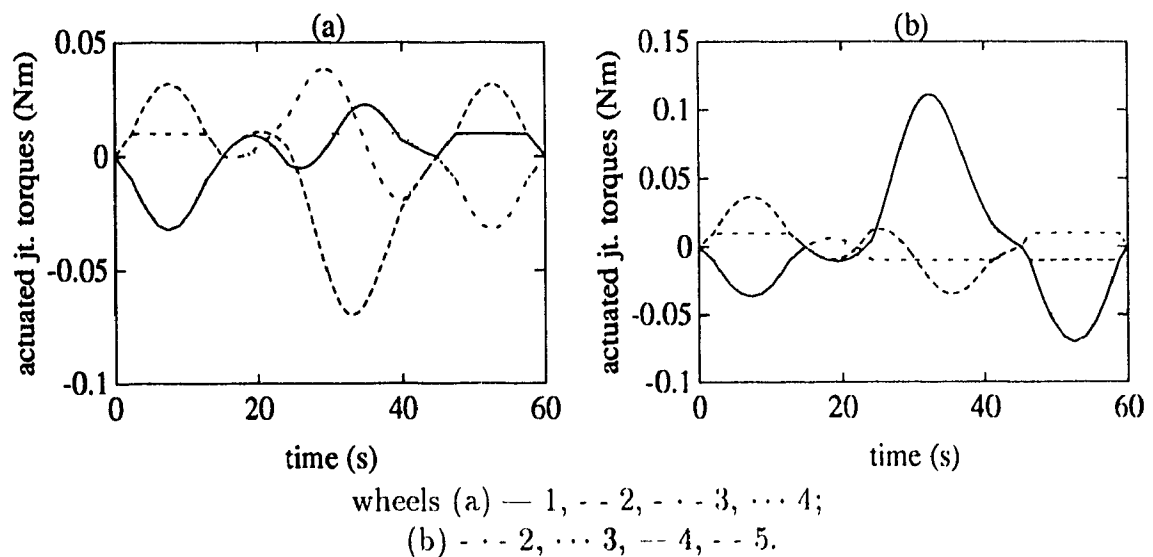 (a)
0.05
0
-0.05
-0.1
0
20
40
60
actuated jt. torques (Nm)
time (s)
(b)
0.15
0.1
0.05
0
-0.05
-0.1
0
20
40
60
actuated jt. torques (Nm)
time (s)
wheels (a) — 1, - - 2, - · - 3, ··· 4;
(b) - · - 2, ··· 3, — 4, - - 5.